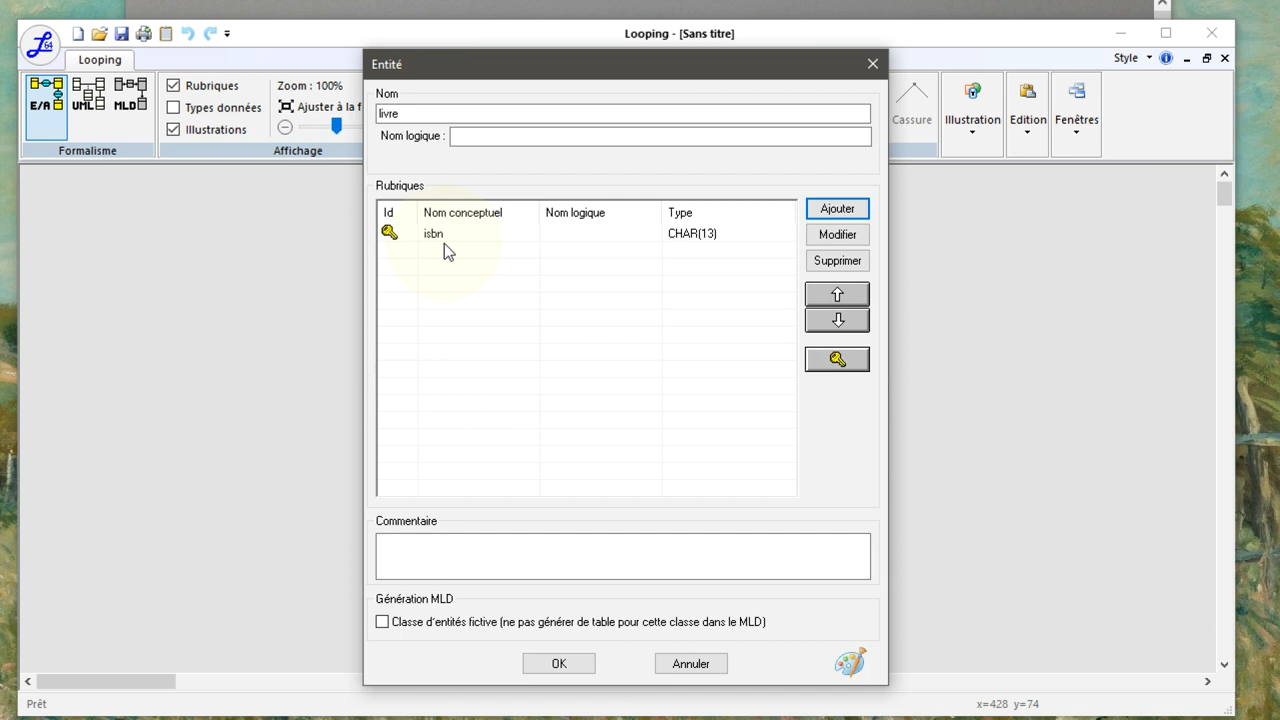 Looping - [Sans titre]
64
Looping
Style
E/A
UML
MLD
Formalisme
Rubriques
Types données
Illustrations
Zoom : 100%
Ajuster à la f
Affichage
Cassure
Illustration
Edition
Fenêtres
Entité
Nom
livre
Nom logique :
Rubriques
Id Nom conceptuel Nom logique Type
isbn CHAR(13)
Ajouter
Modifier
Supprimer
Commentaire
Génération MLD
Classe d'entités fictive (ne pas générer de table pour cette classe dans le MLD)
OK
Annuler
Prêt
x=428 y=74